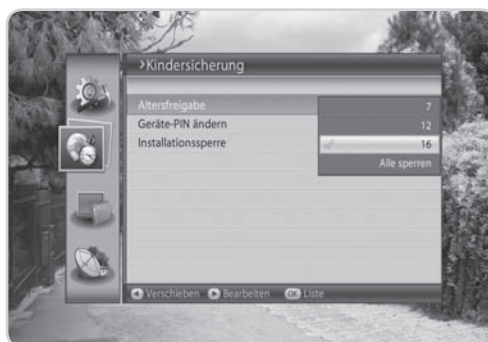 >Kindersicherung
Altersfreigabe
Geräte-PIN ändern
Installationssperre
7
12
16
Alle sperren
Verschieben Bearbeiten OK Liste